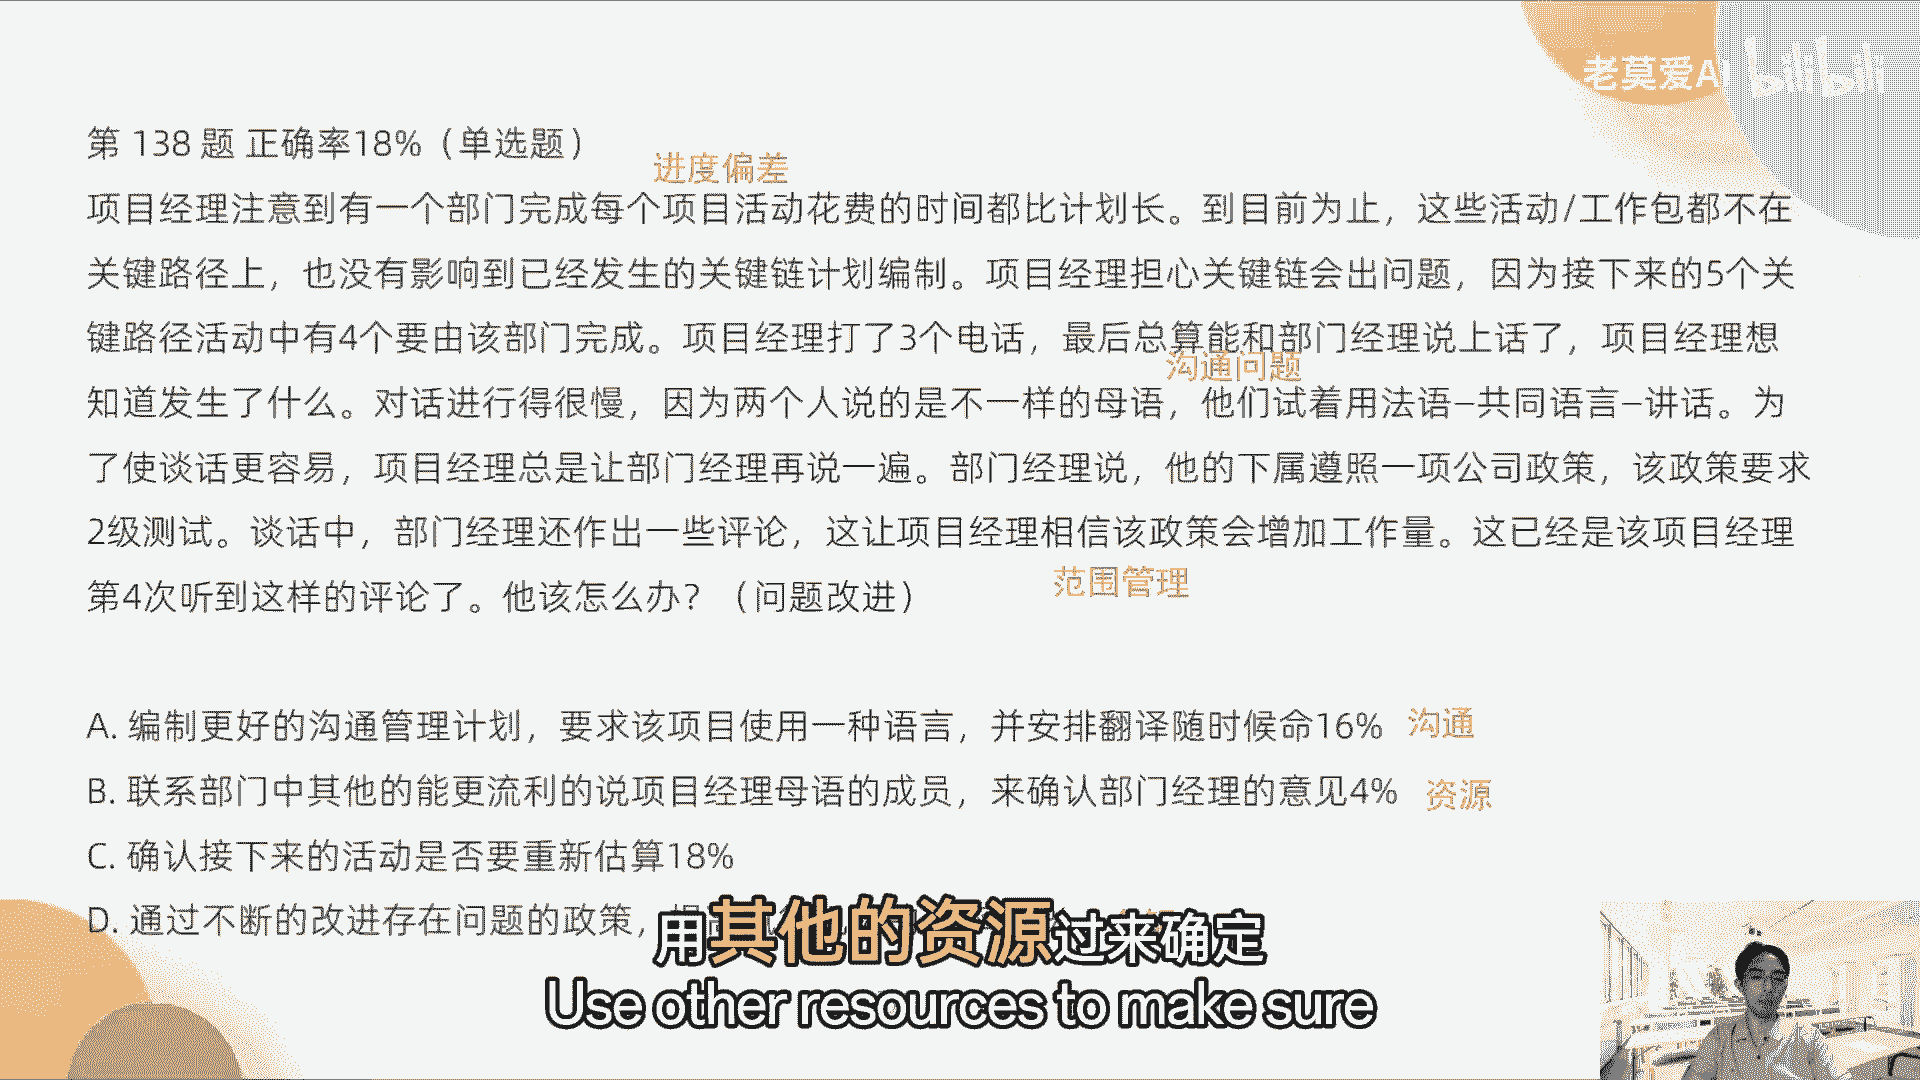 老莫爱AI bilibili
第 138 题 正确率18%（单选题）
进度偏差
项目经理注意到有一个部门完成每个项目活动花费的时间都比计划长。到目前为止，这些活动/工作包都不在
关键路径上，也没有影响到已经发生的关键链计划编制。项目经理担心关键链会出问题，因为接下来的5个关
键路径活动中有4个要由该部门完成。项目经理打了3个电话，最后总算能和部门经理说上话了，项目经理想
沟通问题
知道发生了什么。对话进行得很慢，因为两个人说的是不一样的母语，他们试着用法语–共同语言–讲话。为
了使谈话更容易，项目经理总是让部门经理再说一遍。部门经理说，他的下属遵照一项公司政策，该政策要求
2级测试。谈话中，部门经理还作出一些评论，这让项目经理相信该政策会增加工作量。这已经是该项目经理
第4次听到这样的评论了。他该怎么办？（问题改进）
范围管理
A. 编制更好的沟通管理计划，要求该项目使用一种语言，并安排翻译随时候命16% 沟通
B. 联系部门中其他的能更流利的说项目经理母语的成员，来确认部门经理的意见4% 资源
C. 确认接下来的活动是否要重新估算18%
D. 通过不断的改进存在问题的政策，
用其他的资源过来确定
Use other resources to make sure